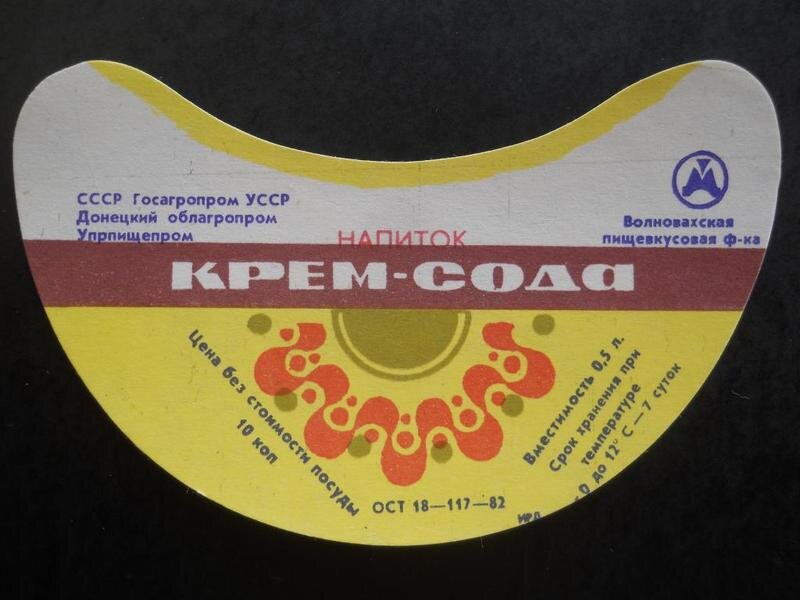 СССР Госагропром УССР
Донецкий облагропром
Упрпищепром
Волновахская
пищевкусовая ф-ка
НАПИТОК
КРЕМ-СОДА
Цена без стоимости посуды
10 коп
Вместимость 0,5 л.
Срок хранения при
температуре
до 12° С — 7 суток
ОСТ 18—117—82